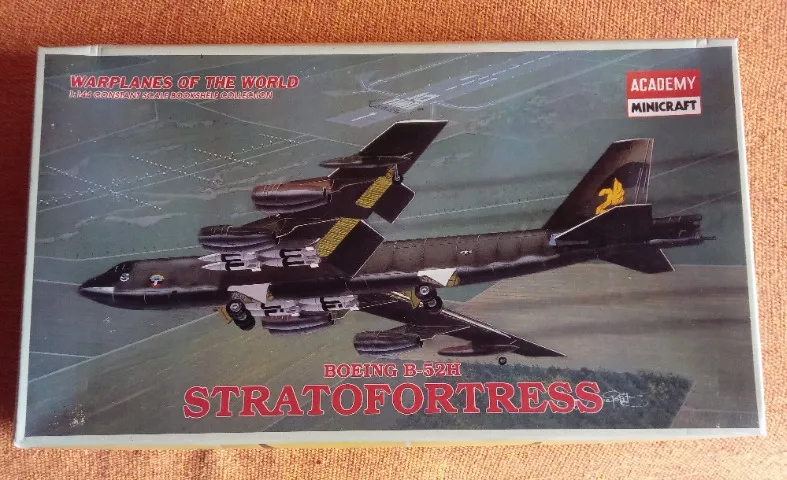 WARPLANES OF THE WORLD
1:144 CONSTANT SCALE BOOKSHELF COLLECTION
ACADEMY
MINICRAFT
BOEING B-52H
STRATOFORTRESS